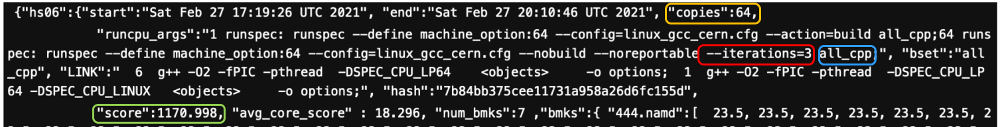 {"hs06":{"start":"Sat Feb 27 17:19:26 UTC 2021", "end":"Sat Feb 27 20:10:46 UTC 2021", "copies":64,
"runcpu_args":"1 runspec: runspec --define machine_option:64 --config=linux_gcc_cern.cfg --action=build all_cpp;64 runs
pec: runspec --define machine_option:64 --config=linux_gcc_cern.cfg --nobuild --noreportable --iterations=3 all_cpp;", "bset":"all
_cpp", "LINK":" 6 g++ -O2 -fPIC -pthread -DSPEC_CPU_LP64 <objects> -o options; 1 g++ -O2 -fPIC -pthread -DSPEC_CPU_LP
64 -DSPEC_CPU_LINUX <objects> -o options;", "hash":"7b84bb375cee11731a958a26d6fc155d",
"score":1170.998, "avg_core_score" : 18.296, "num_bmks":7 ,"bmks":{ "444.namd":[ 23.5, 23.5, 23.5, 23.5, 23.5, 23.5, 2